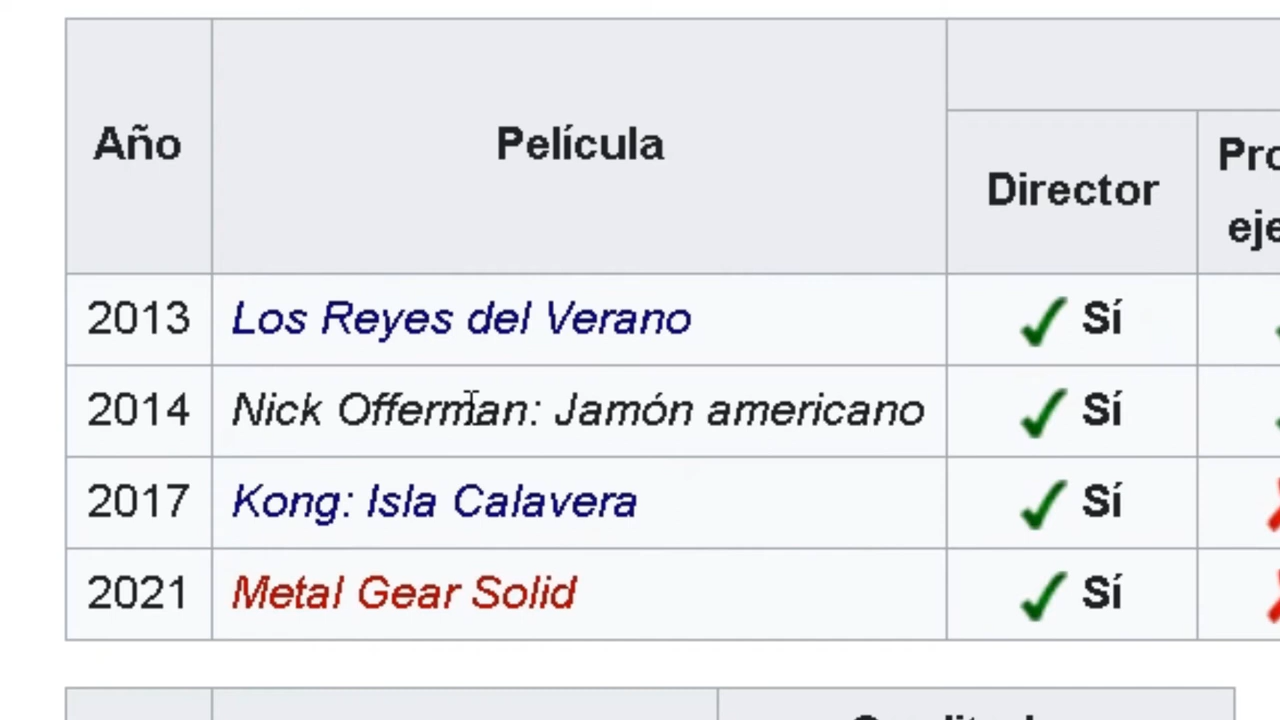 Año
Película
Director
2013 Los Reyes del Verano Sí
2014 Nick Offerman: Jamón americano Sí
2017 Kong: Isla Calavera Sí
2021 Metal Gear Solid Sí